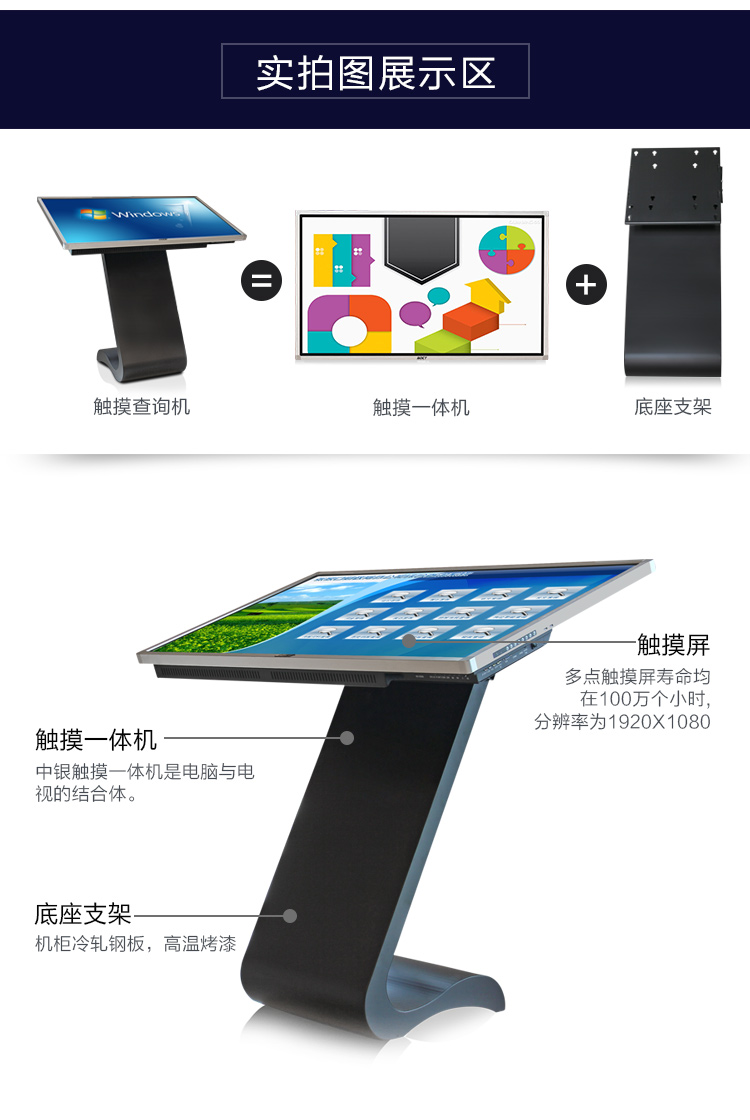 实拍图展示区
Windows 7
触摸查询机
触摸一体机
底座支架
触摸屏
多点触摸屏寿命均
在100万个小时,
分辨率为1920X1080
触摸一体机
中银触摸一体机是电脑与电
视的结合体。
底座支架
机柜冷轧钢板，高温烤漆